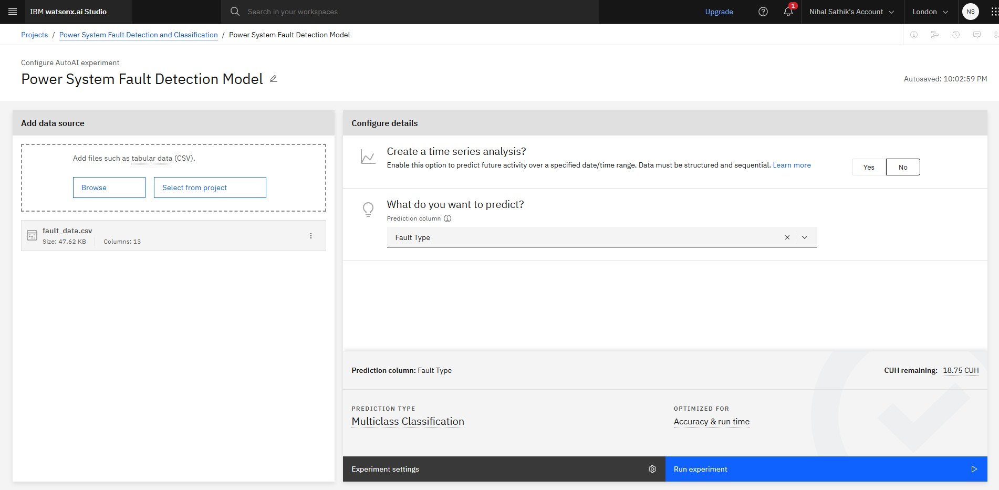 IBM watsonx.ai Studio
Search in your workspaces
Upgrade
1
Nihal Sathik's Account
London
NS
Projects / Power System Fault Detection and Classification / Power System Fault Detection Model
Configure AutoAI experiment
Power System Fault Detection Model
Autosaved: 10:02:59 PM
Add data source
Add files such as tabular data (CSV).
Browse
Select from project
fault_data.csv
Size: 47.62 KB
Columns: 13
Configure details
Create a time series analysis?
Enable this option to predict future activity over a specified date/time range. Data must be structured and sequential. Learn more
Yes
No
What do you want to predict?
Prediction column
Fault Type
Prediction column: Fault Type
CUH remaining: 18.75 CUH
PREDICTION TYPE
Multiclass Classification
OPTIMIZED FOR
Accuracy & run time
Experiment settings
Run experiment